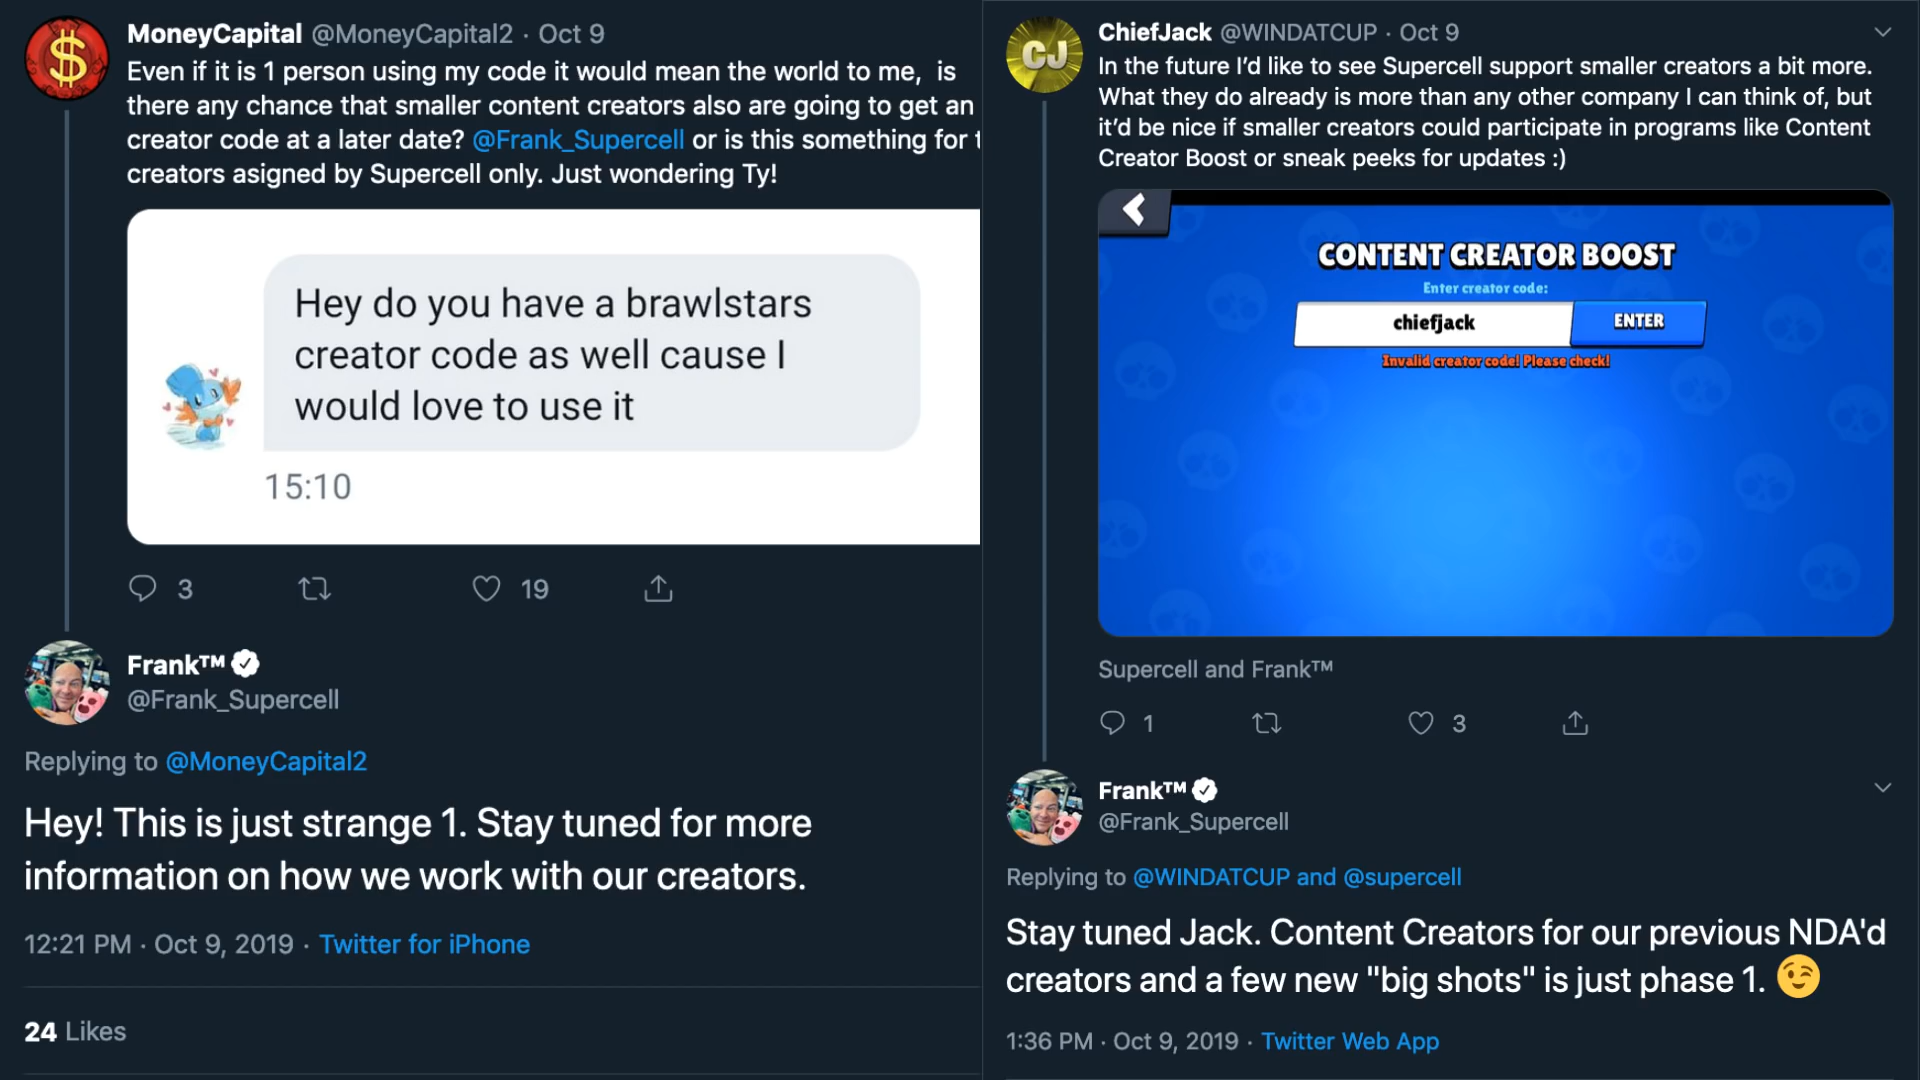 MoneyCapital @MoneyCapital2 · Oct 9
Even if it is 1 person using my code it would mean the world to me, is
there any chance that smaller content creators also are going to get an
creator code at a later date? @Frank_Supercell or is this something for t
creators asigned by Supercell only. Just wondering Ty!
Hey do you have a brawlstars
creator code as well cause I
would love to use it
15:10
3 19
Frank™
@Frank_Supercell
Replying to @MoneyCapital2
Hey! This is just strange 1. Stay tuned for more
information on how we work with our creators.
12:21 PM · Oct 9, 2019 · Twitter for iPhone
24 Likes
CJ
ChiefJack @WINDATCUP · Oct 9
In the future I'd like to see Supercell support smaller creators a bit more.
What they do already is more than any other company I can think of, but
it'd be nice if smaller creators could participate in programs like Content
Creator Boost or sneak peeks for updates :)
CONTENT CREATOR BOOST
Enter creator code:
chiefjack ENTER
Invalid creator code! Please check!
Supercell and Frank™
1 3
Frank™
@Frank_Supercell
Replying to @WINDATCUP and @supercell
Stay tuned Jack. Content Creators for our previous NDA'd
creators and a few new "big shots" is just phase 1. 😉
1:36 PM · Oct 9, 2019 · Twitter Web App